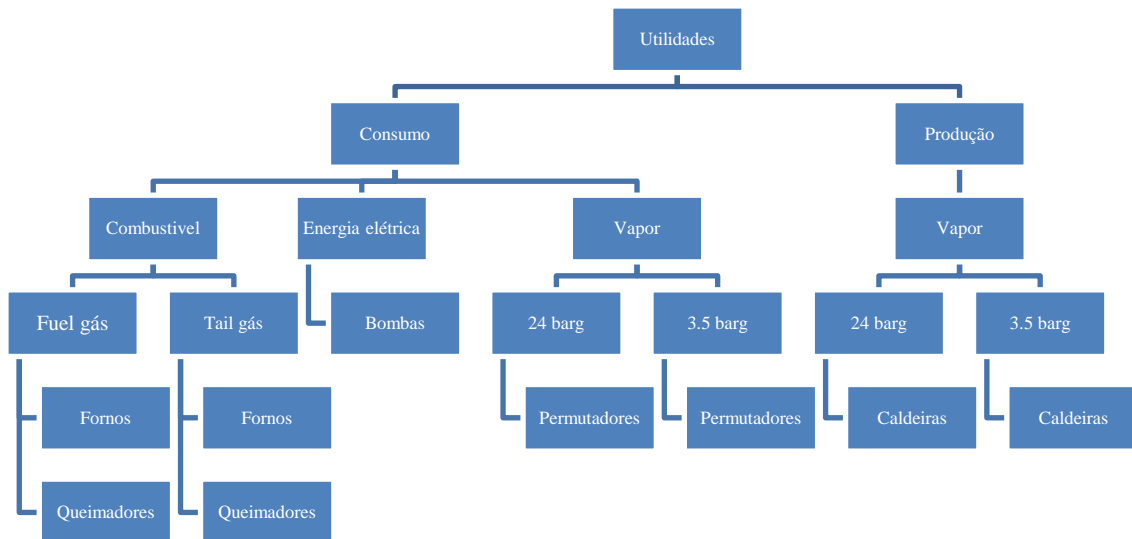 Utilidades
Consumo
Produção
Combustivel
Energia elétrica
Vapor
Vapor
Fuel gás
Tail gás
Bombas
24 barg
3.5 barg
24 barg
3.5 barg
Fornos
Fornos
Permutadores
Permutadores
Caldeiras
Caldeiras
Queimadores
Queimadores